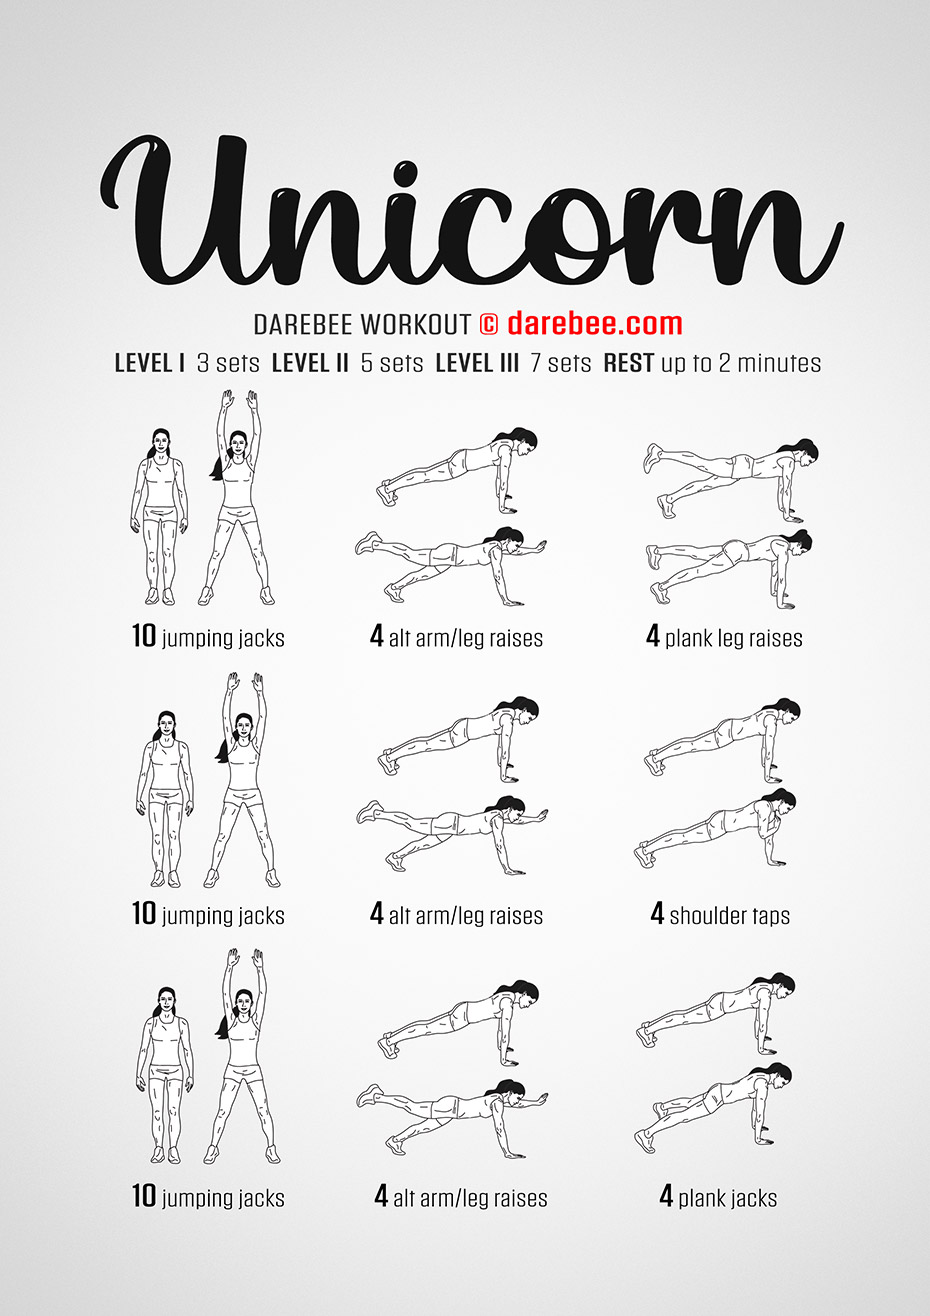 Unicorn
DAREBEE WORKOUT © darebee.com
LEVEL I 3 sets LEVEL II 5 sets LEVEL III 7 sets REST up to 2 minutes
10 jumping jacks 4 alt arm/leg raises 4 plank leg raises
10 jumping jacks 4 alt arm/leg raises 4 shoulder taps
10 jumping jacks 4 alt arm/leg raises 4 plank jacks